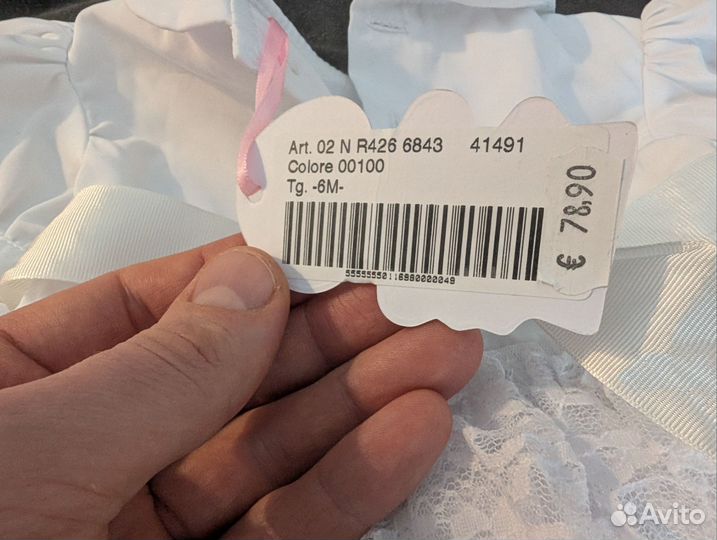 Art. 02 N R426 6843 41491
Colore 00100
Tg. -6M-
€ 78,90
Avito